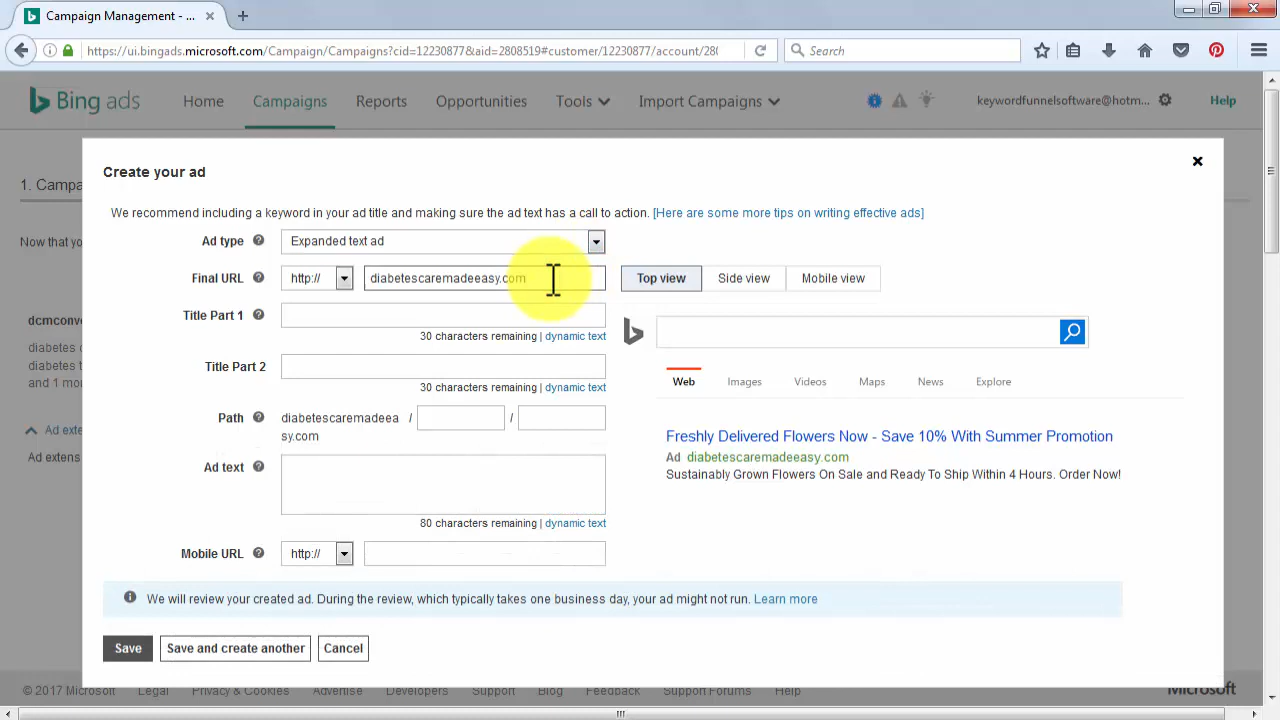 Campaign Management - ...
https://ui.bingads.microsoft.com/Campaign/Campaigns?cid=12230877&aid=2808519#customer/12230877/account/280
Search
Bing ads Home Campaigns Reports Opportunities Tools Import Campaigns keywordfunnelsoftware@hotm... Help
1. Campa
Now that yo
dcmconve
diabetes c
diabetes t
and 1 mor
Ad exte
Ad extens
Create your ad
We recommend including a keyword in your ad title and making sure the ad text has a call to action. [Here are some more tips on writing effective ads]
Ad type Expanded text ad
Final URL http:// diabetescaremadeeasy.com Top view Side view Mobile view
Title Part 1
30 characters remaining | dynamic text
Title Part 2
30 characters remaining | dynamic text
Path diabetescaremadeea / /
sy.com
Ad text
80 characters remaining | dynamic text
Mobile URL http://
Web Images Videos Maps News Explore
Freshly Delivered Flowers Now - Save 10% With Summer Promotion
Ad diabetescaremadeeasy.com
Sustainably Grown Flowers On Sale and Ready To Ship Within 4 Hours. Order Now!
We will review your created ad. During the review, which typically takes one business day, your ad might not run. Learn more
Save Save and create another Cancel
© 2017 Microsoft Legal Privacy & Cookies Advertise Developers Support Blog Feedback Support Forums Help Microsoft